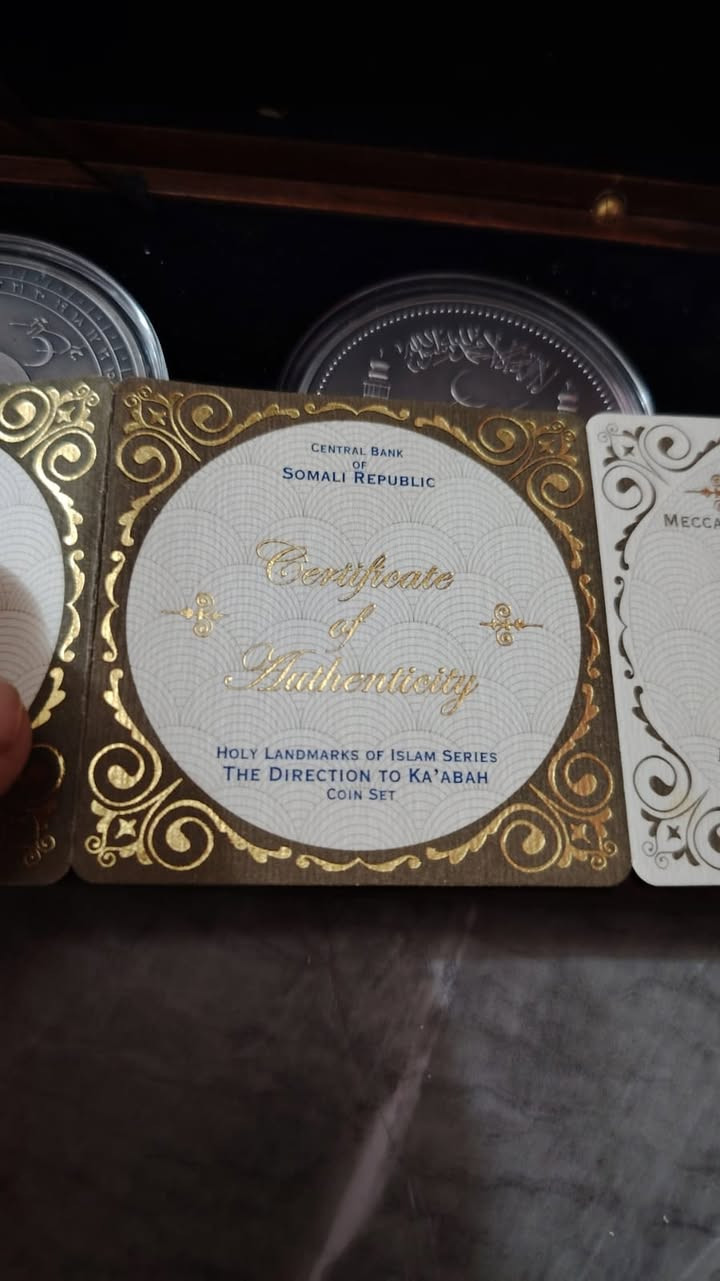 CENTRAL BANK
OF
SOMALI REPUBLIC
Certificate
of
Authenticity
HOLY LANDMARKS OF ISLAM SERIES
THE DIRECTION TO KA'ABAH
COIN SET
MECCA